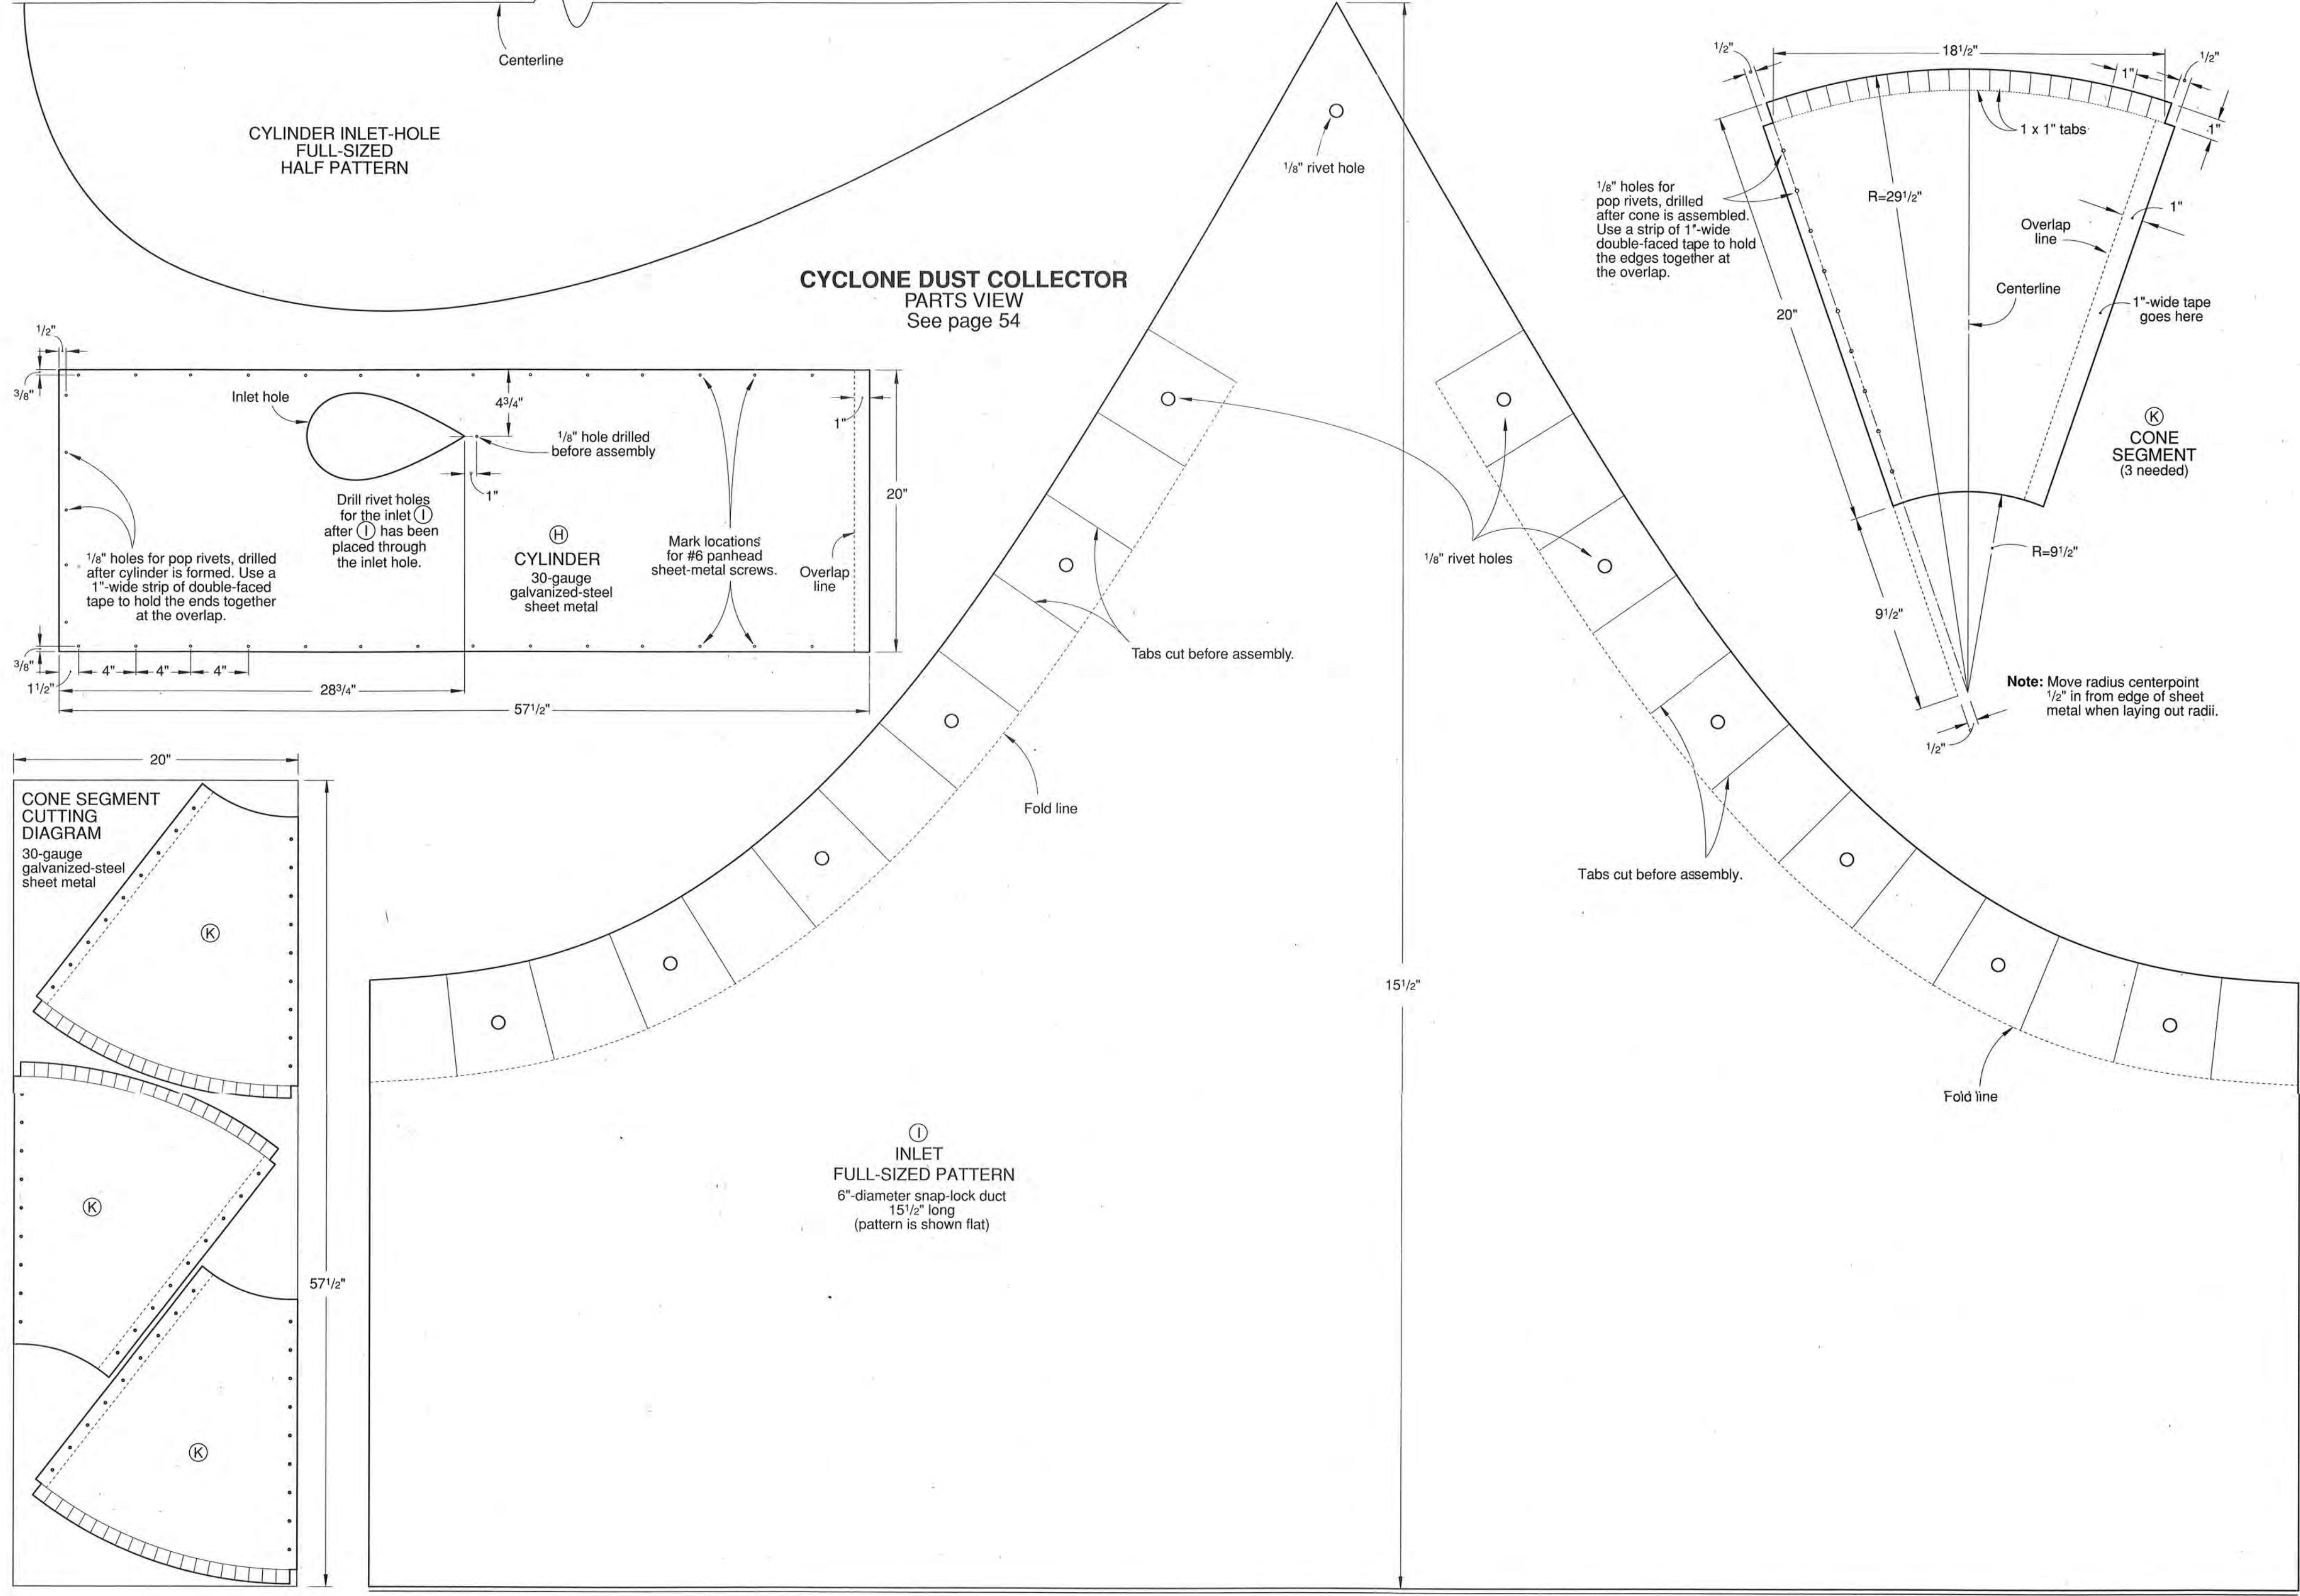 Centerline
CYLINDER INLET-HOLE
FULL-SIZED
HALF PATTERN
CYCLONE DUST COLLECTOR
PARTS VIEW
See page 54
1/8" rivet hole
1/2"
18 1/2"
1/2"
1"
1 x 1" tabs
1"
1/8" holes for
pop rivets, drilled
after cone is assembled.
Use a strip of 1"-wide
double-faced tape to hold
the edges together at
the overlap.
R=29 1/2"
1"
Overlap
line
Centerline
1"-wide tape
goes here
20"
K
CONE
SEGMENT
(3 needed)
R=9 1/2"
9 1/2"
Note: Move radius centerpoint
1/2" in from edge of sheet
metal when laying out radii.
1/2"
1/2"
3/8"
Inlet hole
4 3/4"
1/8" hole drilled
before assembly
1"
1"
20"
Drill rivet holes
for the inlet I
after I has been
placed through
the inlet hole.
H
CYLINDER
30-gauge
galvanized-steel
sheet metal
Mark locations
for #6 panhead
sheet-metal screws.
Overlap
line
1/8" holes for pop rivets, drilled
after cylinder is formed. Use a
1"-wide strip of double-faced
tape to hold the ends together
at the overlap.
3/8"
1 1/2"
4"
4"
4"
28 3/4"
57 1/2"
1/8" rivet holes
Tabs cut before assembly.
Fold line
Tabs cut before assembly.
15 1/2"
Fold line
20"
CONE SEGMENT
CUTTING
DIAGRAM
30-gauge
galvanized-steel
sheet metal
K
K
57 1/2"
K
I
INLET
FULL-SIZED PATTERN
6"-diameter snap-lock duct
15 1/2" long
(pattern is shown flat)